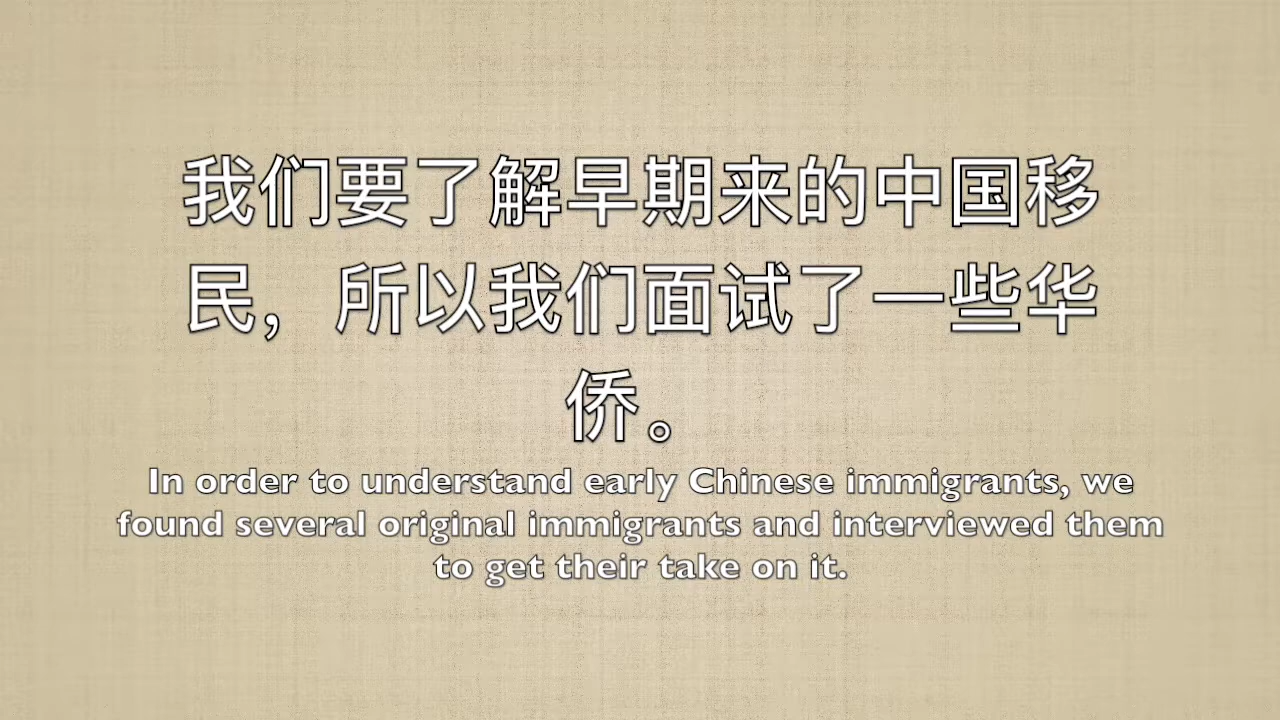 我们要了解早期来的中国移
民，所以我们面试了一些华
侨。
In order to understand early Chinese immigrants, we
found several original immigrants and interviewed them
to get their take on it.